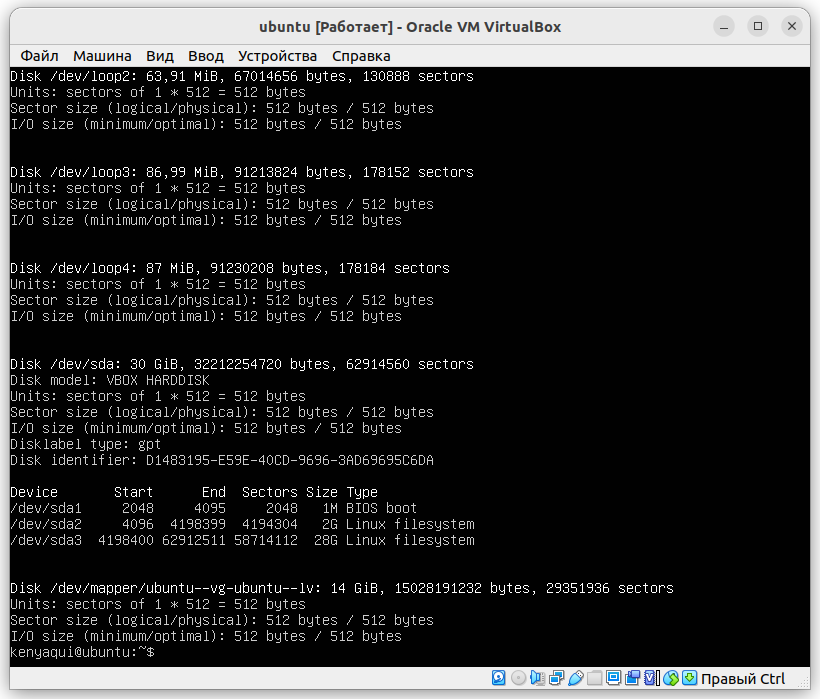 ubuntu [Работает] - Oracle VM VirtualBox
Файл Машина Вид Ввод Устройства Справка
Disk /dev/loop2: 63,91 MiB, 67014656 bytes, 130888 sectors
Units: sectors of 1 * 512 = 512 bytes
Sector size (logical/physical): 512 bytes / 512 bytes
I/O size (minimum/optimal): 512 bytes / 512 bytes
Disk /dev/loop3: 86,99 MiB, 91213824 bytes, 178152 sectors
Units: sectors of 1 * 512 = 512 bytes
Sector size (logical/physical): 512 bytes / 512 bytes
I/O size (minimum/optimal): 512 bytes / 512 bytes
Disk /dev/loop4: 87 MiB, 91230208 bytes, 178184 sectors
Units: sectors of 1 * 512 = 512 bytes
Sector size (logical/physical): 512 bytes / 512 bytes
I/O size (minimum/optimal): 512 bytes / 512 bytes
Disk /dev/sda: 30 GiB, 32212254720 bytes, 62914560 sectors
Disk model: VBOX HARDDISK
Units: sectors of 1 * 512 = 512 bytes
Sector size (logical/physical): 512 bytes / 512 bytes
I/O size (minimum/optimal): 512 bytes / 512 bytes
Disklabel type: gpt
Disk identifier: D1483195-E59E-40CD-9696-3AD69695C6DA
Device Start End Sectors Size Type
/dev/sda1 2048 4095 2048 1M BIOS boot
/dev/sda2 4096 4198399 4194304 2G Linux filesystem
/dev/sda3 4198400 62912511 58714112 28G Linux filesystem
Disk /dev/mapper/ubuntu--vg-ubuntu--lv: 14 GiB, 15028191232 bytes, 29351936 sectors
Units: sectors of 1 * 512 = 512 bytes
Sector size (logical/physical): 512 bytes / 512 bytes
I/O size (minimum/optimal): 512 bytes / 512 bytes
kenyaqui@ubuntu:~$
Правый Ctrl